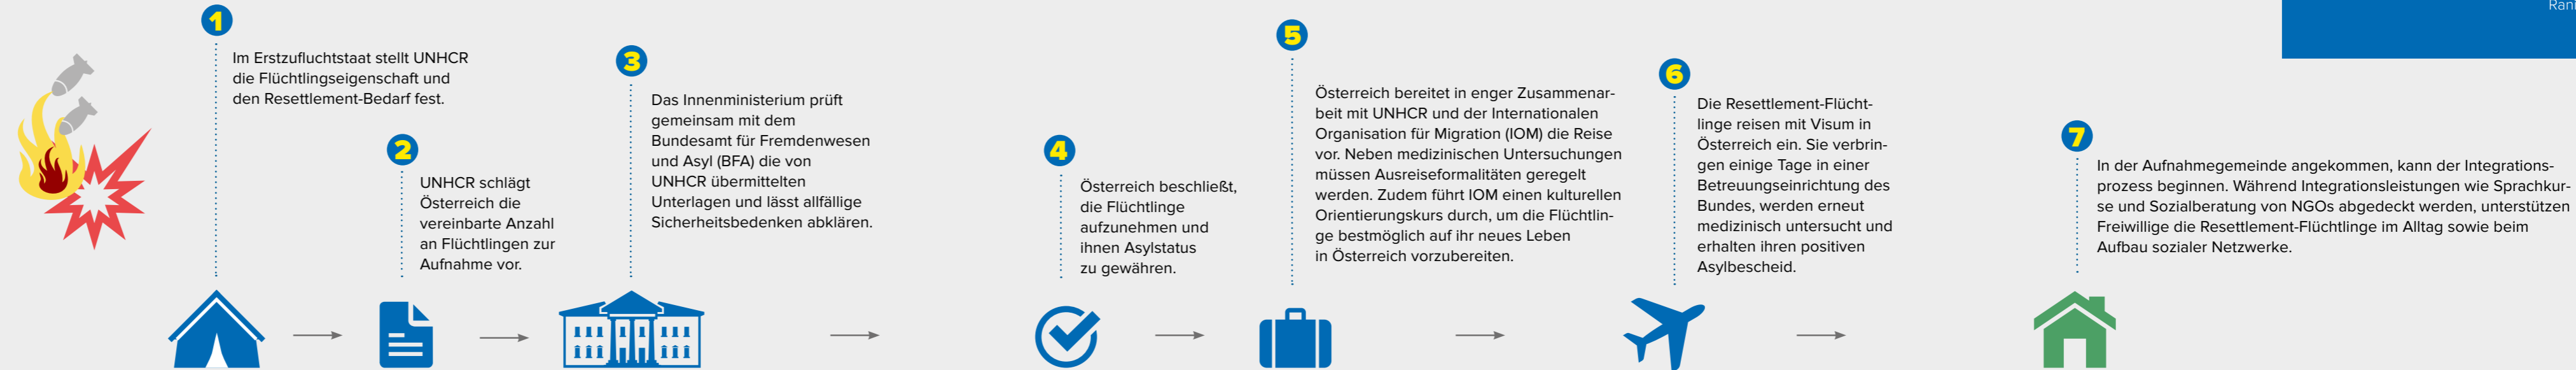 1
Im Erstzufluchtstaat stellt UNHCR
die Flüchtlingseigenschaft und
den Resettlement-Bedarf fest.
2
UNHCR schlägt
Österreich die
vereinbarte Anzahl
an Flüchtlingen zur
Aufnahme vor.
3
Das Innenministerium prüft
gemeinsam mit dem
Bundesamt für Fremdenwesen
und Asyl (BFA) die von
UNHCR übermittelten
Unterlagen und lässt allfällige
Sicherheitsbedenken abklären.
4
Österreich beschließt,
die Flüchtlinge
aufzunehmen und
ihnen Asylstatus
zu gewähren.
5
Österreich bereitet in enger Zusammenar-
beit mit UNHCR und der Internationalen
Organisation für Migration (IOM) die Reise
vor. Neben medizinischen Untersuchungen
müssen Ausreiseformalitäten geregelt
werden. Zudem führt IOM einen kulturellen
Orientierungskurs durch, um die Flüchtlin-
ge bestmöglich auf ihr neues Leben
in Österreich vorzubereiten.
6
Die Resettlement-Flücht-
linge reisen mit Visum in
Österreich ein. Sie verbrin-
gen einige Tage in einer
Betreuungseinrichtung des
Bundes, werden erneut
medizinisch untersucht und
erhalten ihren positiven
Asylbescheid.
7
In der Aufnahmegemeinde angekommen, kann der Integrations-
prozess beginnen. Während Integrationsleistungen wie Sprachkur-
se und Sozialberatung von NGOs abgedeckt werden, unterstützen
Freiwillige die Resettlement-Flüchtlinge im Alltag sowie beim
Aufbau sozialer Netzwerke.